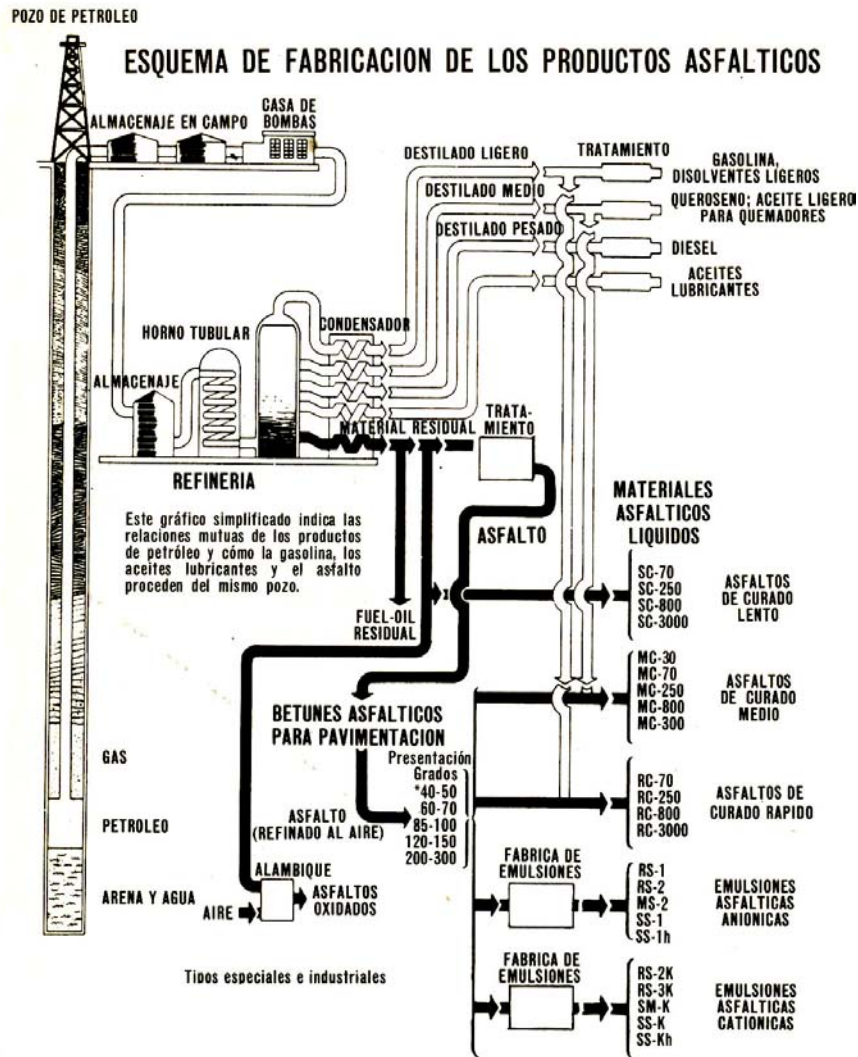 POZO DE PETROLEO
ESQUEMA DE FABRICACION DE LOS PRODUCTOS ASFALTICOS
ALMACENAJE EN CAMPO
CASA DE
BOMBAS
DESTILADO LIGERO
TRATAMIENTO
GASOLINA,
DISOLVENTES LIGEROS
DESTILADO MEDIO
QUEROSENO; ACEITE LIGERO
PARA QUEMADORES
DESTILADO PESADO
DIESEL
ACEITES
LUBRICANTES
HORNO TUBULAR
CONDENSADOR
ALMACENAJE
MATERIAL RESIDUAL
TRATA-
MIENTO
REFINERIA
Este gráfico simplificado indica las
relaciones mutuas de los productos
de petróleo y cómo la gasolina, los
aceites lubricantes y el asfalto
proceden del mismo pozo.
ASFALTO
MATERIALES
ASFALTICOS
LIQUIDOS
FUEL-OIL
RESIDUAL
SC-70
SC-250
SC-800
SC-3000
ASFALTOS
DE CURADO
LENTO
MC-30
MC-70
MC-250
MC-800
MC-300
ASFALTOS
DE CURADO
MEDIO
BETUNES ASFALTICOS
PARA PAVIMENTACION
Presentación
Grados
*40-50
60-70
85-100
120-150
200-300
RC-70
RC-250
RC-800
RC-3000
ASFALTOS DE
CURADO RAPIDO
GAS
PETROLEO
ARENA Y AGUA
ASFALTO
(REFINADO AL AIRE)
ALAMBIQUE
AIRE
ASFALTOS
OXIDADOS
FABRICA DE
EMULSIONES
RS-1
RS-2
MS-2
SS-1
SS-1h
EMULSIONES
ASFALTICAS
ANIONICAS
Tipos especiales e industriales
FABRICA DE
EMULSIONES
RS-2K
RS-3K
SM-K
SS-K
SS-Kh
EMULSIONES
ASFALTICAS
CATIONICAS